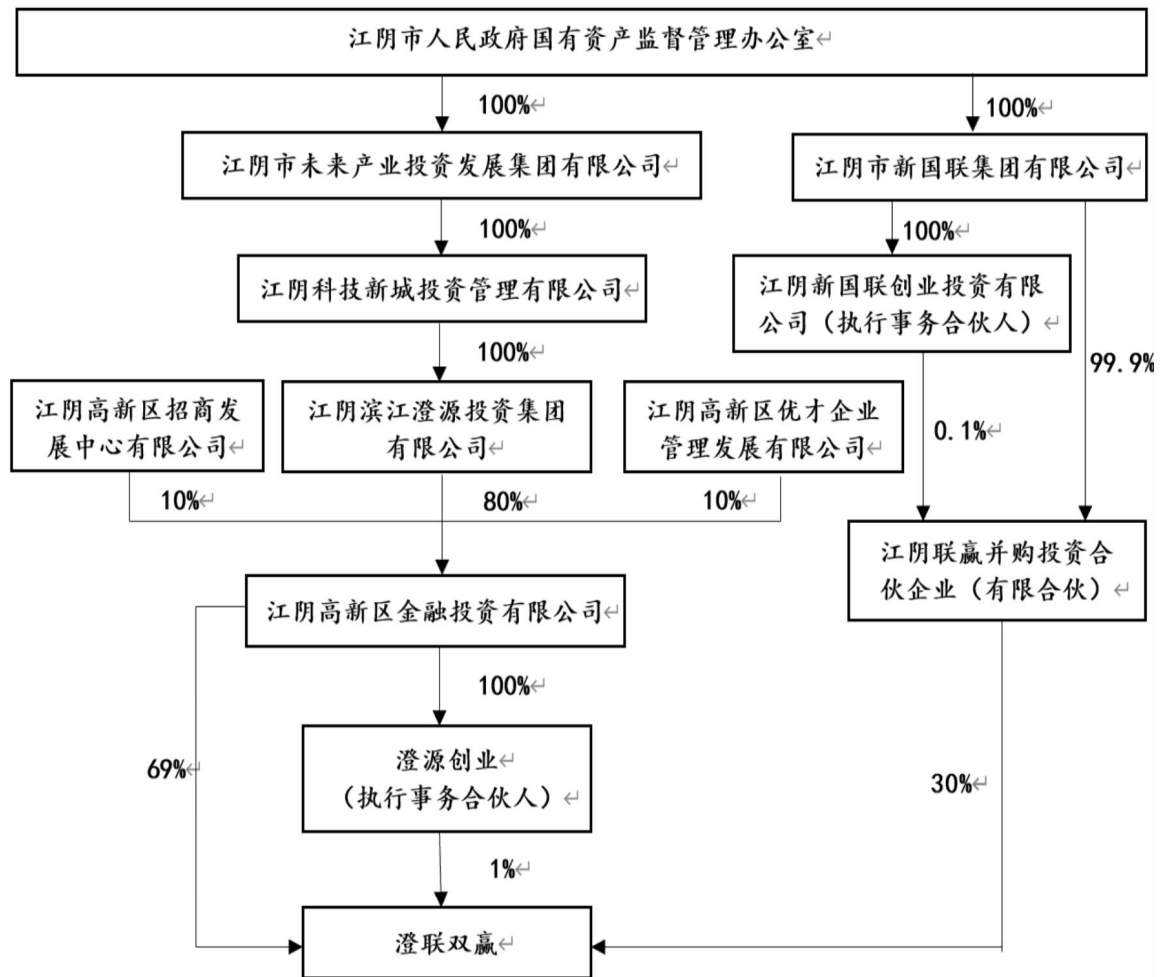 江阴市人民政府国有资产监督管理办公室↵
100%↵
100%↵
江阴市未来产业投资发展集团有限公司↵
江阴市新国联集团有限公司↵
100%↵
100%↵
江阴科技新城投资管理有限公司↵
江阴新国联创业投资有限
公司（执行事务合伙人）↵
100%↵
99.9%
江阴高新区招商发
展中心有限公司↵
江阴滨江澄源投资集团
有限公司↵
江阴高新区优才企业
管理发展有限公司↵
0.1%↵
10%↵
80%↵
10%↵
江阴联赢并购投资合
伙企业（有限合伙）↵
江阴高新区金融投资有限公司↵
100%↵
69%↵
澄源创业↵
（执行事务合伙人）↵
30%↵
1%↵
澄联双赢↵